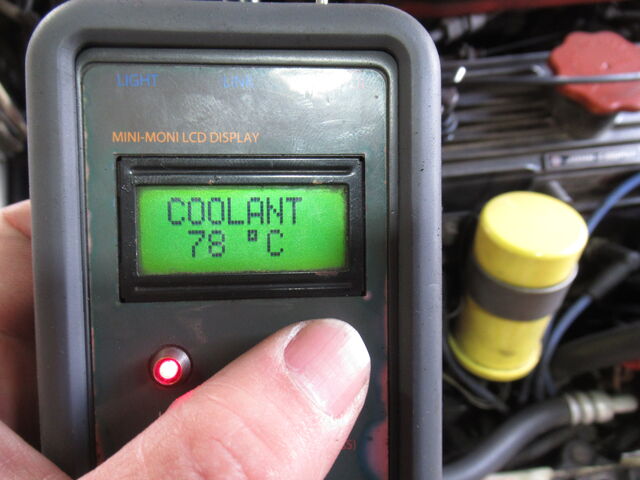 LIGHT LINE
MINI-MONI LCD DISPLAY
COOLANT
78 °C